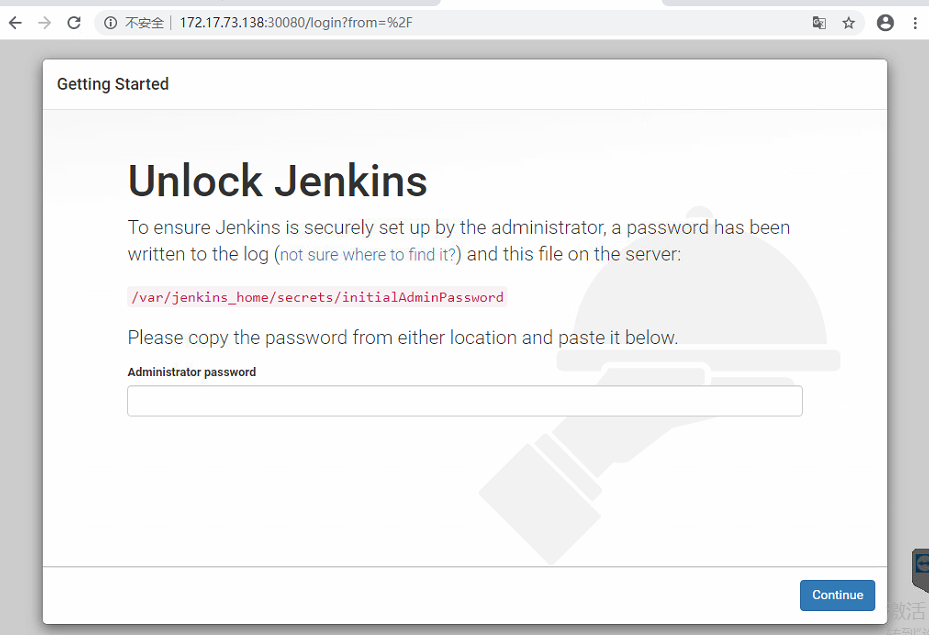 不安全 | 172.17.73.138:30080/login?from=%2F
Getting Started
Unlock Jenkins
To ensure Jenkins is securely set up by the administrator, a password has been
written to the log (not sure where to find it?) and this file on the server:
/var/jenkins_home/secrets/initialAdminPassword
Please copy the password from either location and paste it below.
Administrator password
Continue
激活